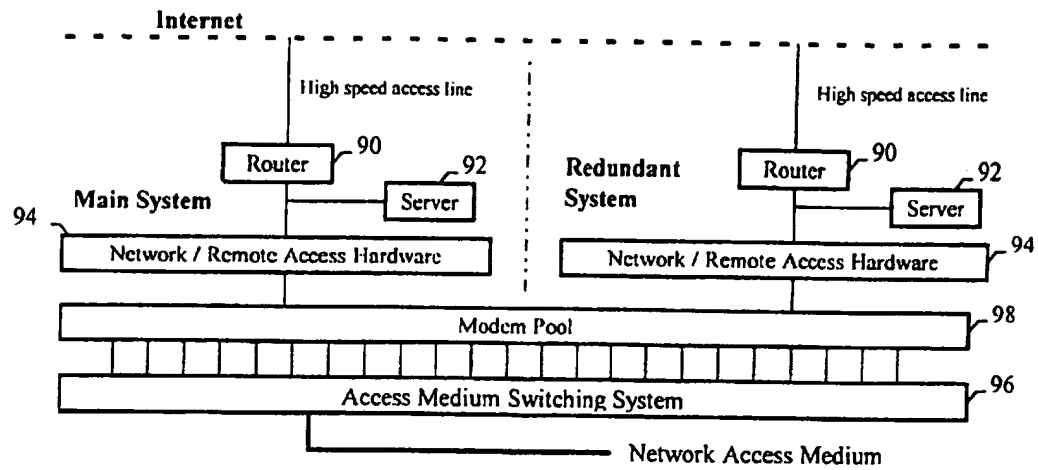 Internet
High speed access line
High speed access line
Router
90
Router
90
Redundant
System
92
92
Main System
Server
Server
94
Network / Remote Access Hardware
Network / Remote Access Hardware
94
98
Modem Pool
96
Access Medium Switching System
Network Access Medium